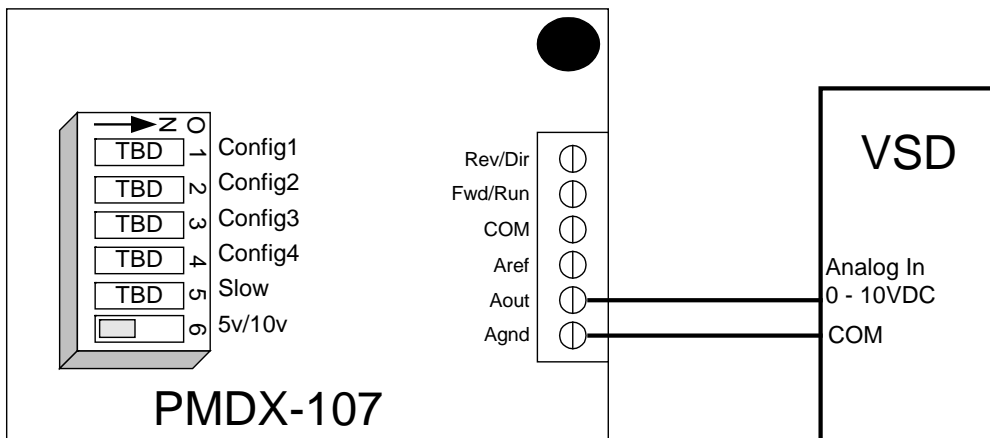 ON
TBD 1 Config1
TBD 2 Config2
TBD 3 Config3
TBD 4 Config4
TBD 5 Slow
6 5v/10v
PMDX-107
Rev/Dir
Fwd/Run
COM
Aref
Aout
Agnd
VSD
Analog In
0 - 10VDC
COM